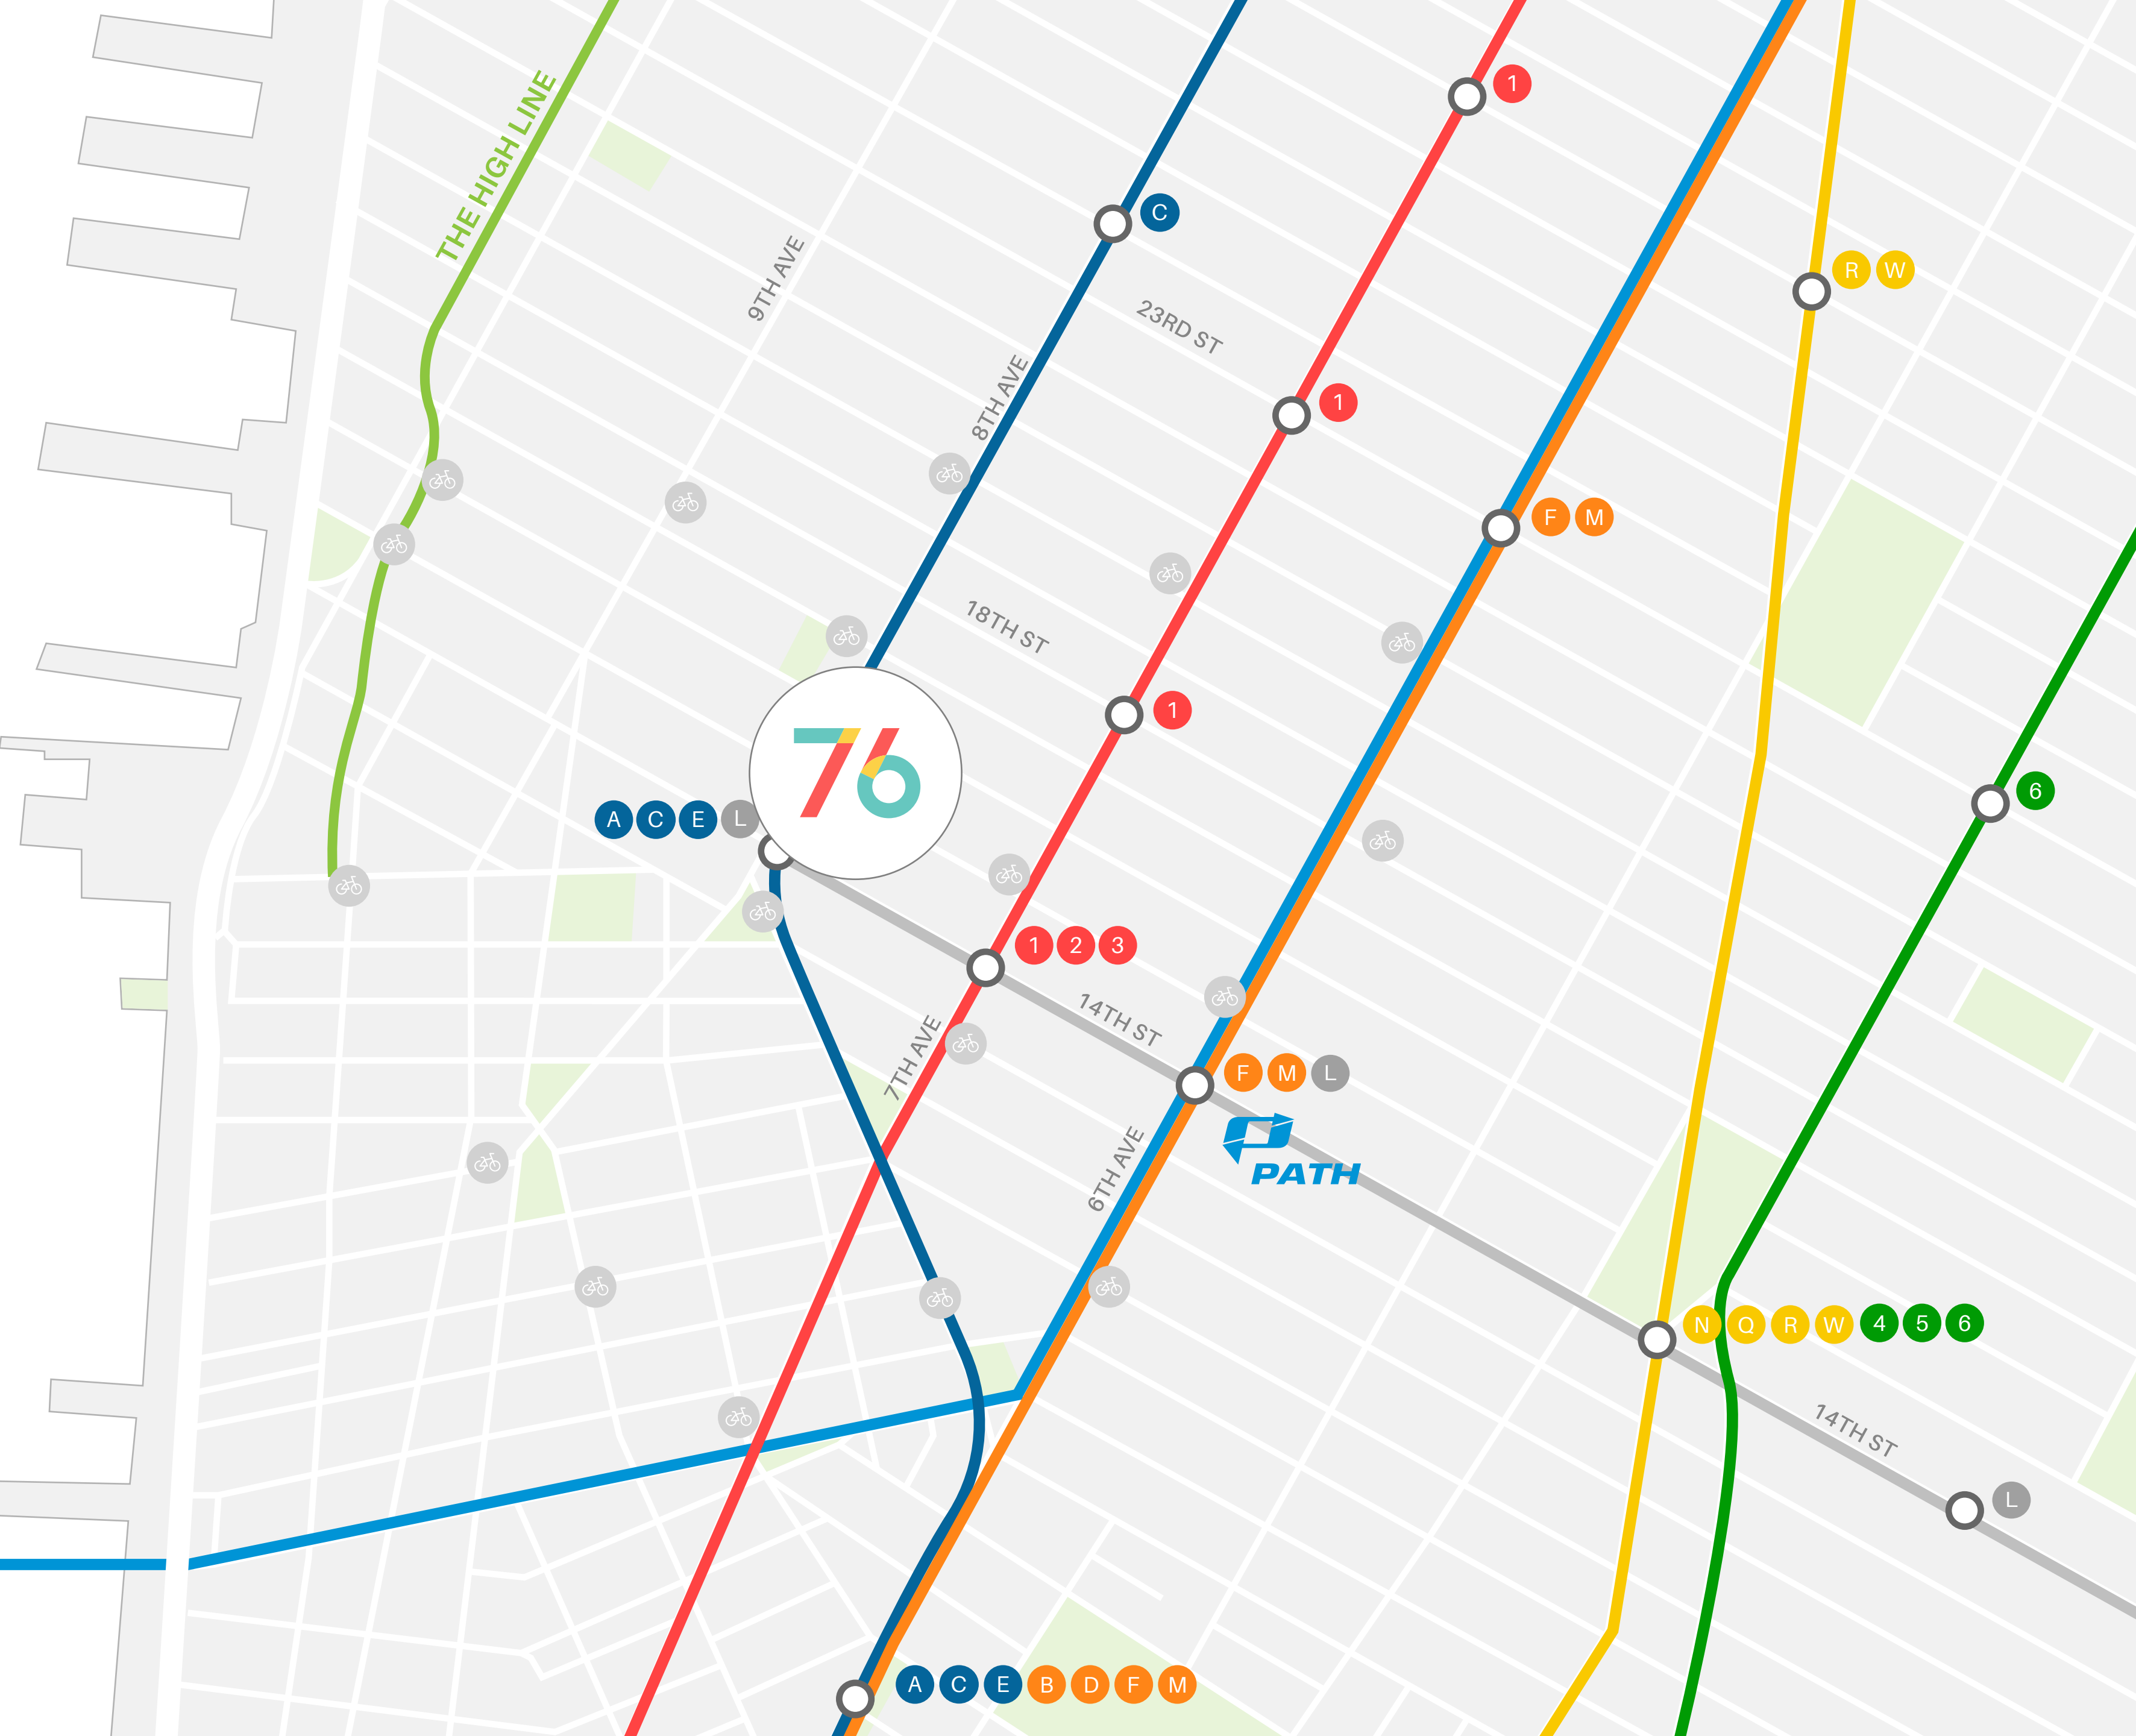 1
THE HIGH LINE
C
9TH AVE
R W
23RD ST
8TH AVE
1
F M
18TH ST
1
76
6
A C E L
1 2 3
14TH ST
7TH AVE
F M L
PATH
6TH AVE
N Q R W 4 5 6
14TH ST
L
A C E B D F M